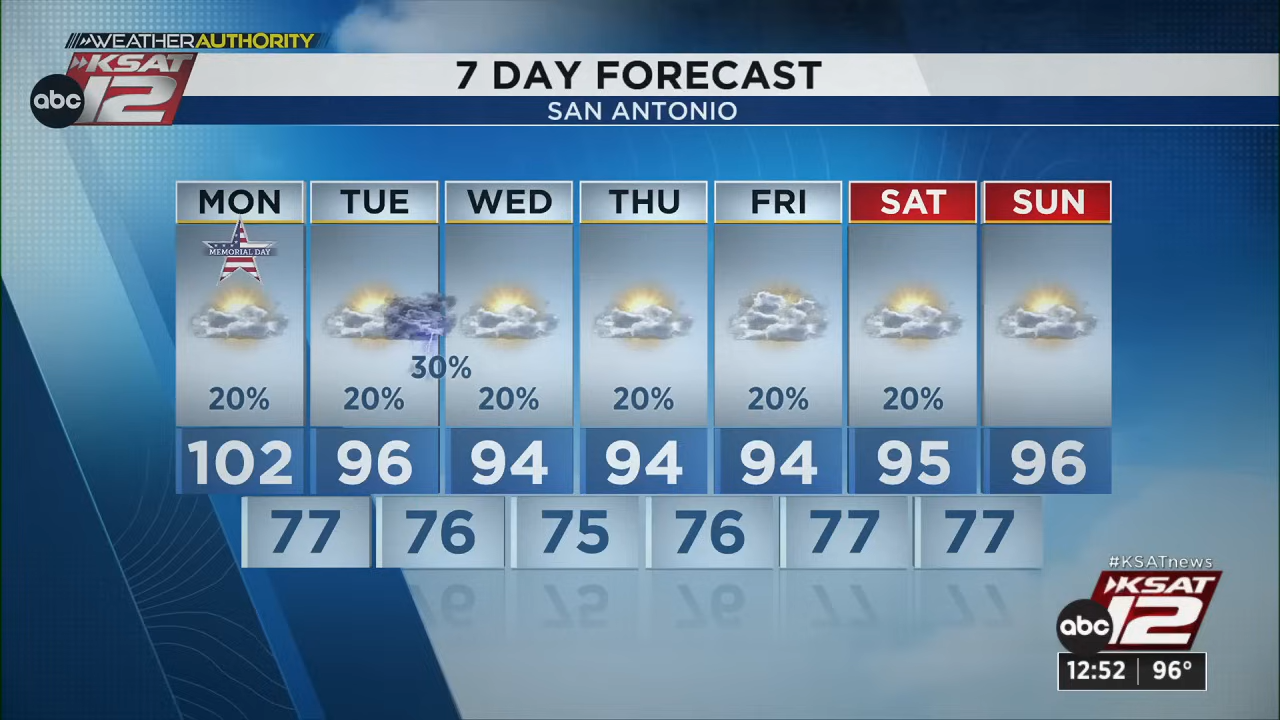 WEATHERAUTHORITY
KSAT
abc 12
7 DAY FORECAST
SAN ANTONIO
MON TUE WED THU FRI SAT SUN
MEMORIAL DAY
30%
20% 20% 20% 20% 20% 20%
102 96 94 94 94 95 96
77 76 75 76 77 77
#KSATnews
KSAT
abc 12
12:52 96°